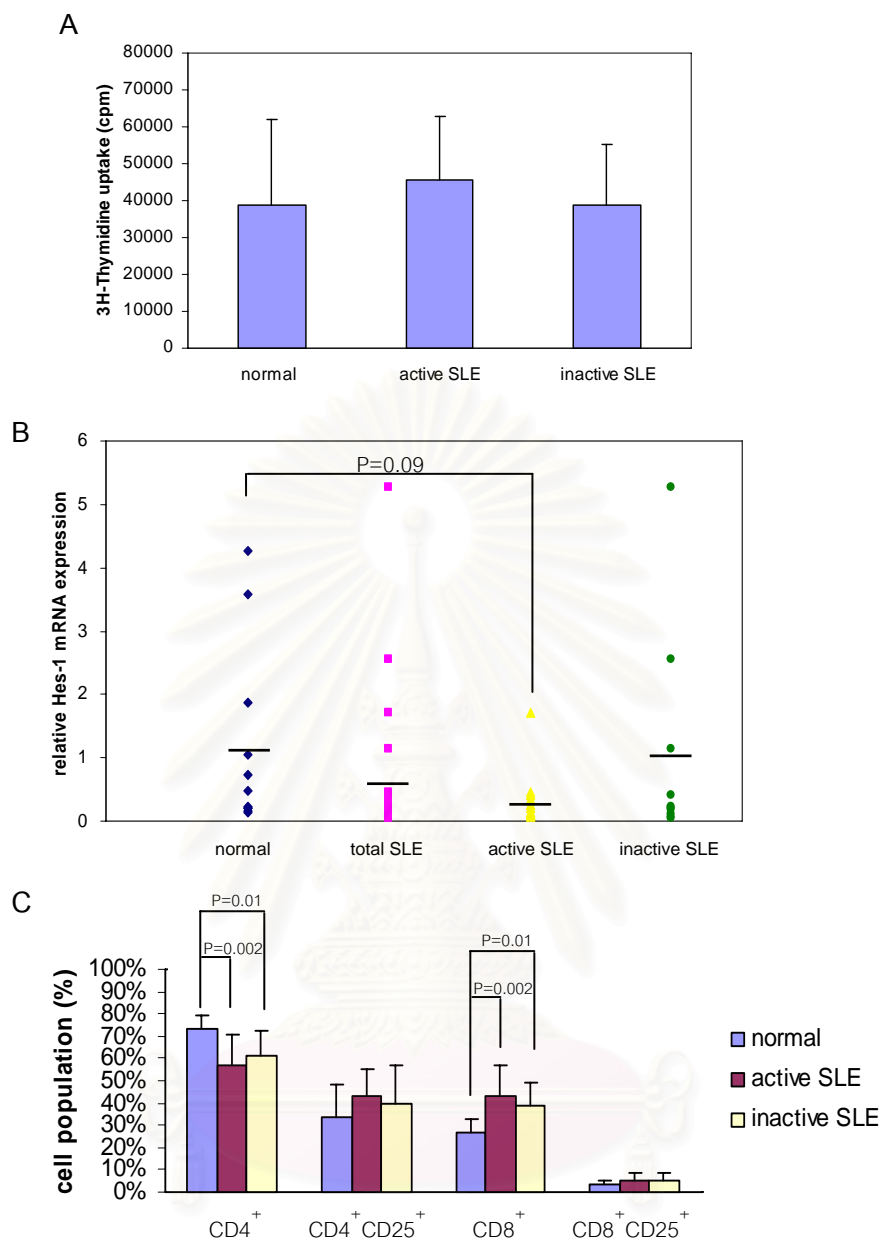 A
80000
70000
60000
50000
40000
30000
20000
10000
0
3H-Thymidine uptake (cpm)
normal active SLE inactive SLE
B
6
5
4
3
2
1
0
relative Hes-1 mRNA expression
P=0.09
normal total SLE active SLE inactive SLE
C
P=0.01
P=0.002
P=0.01
P=0.002
100%
90%
80%
70%
60%
50%
40%
30%
20%
10%
0%
cell population (%)
CD4+ CD4+CD25+ CD8+ CD8+CD25+
normal
active SLE
inactive SLE